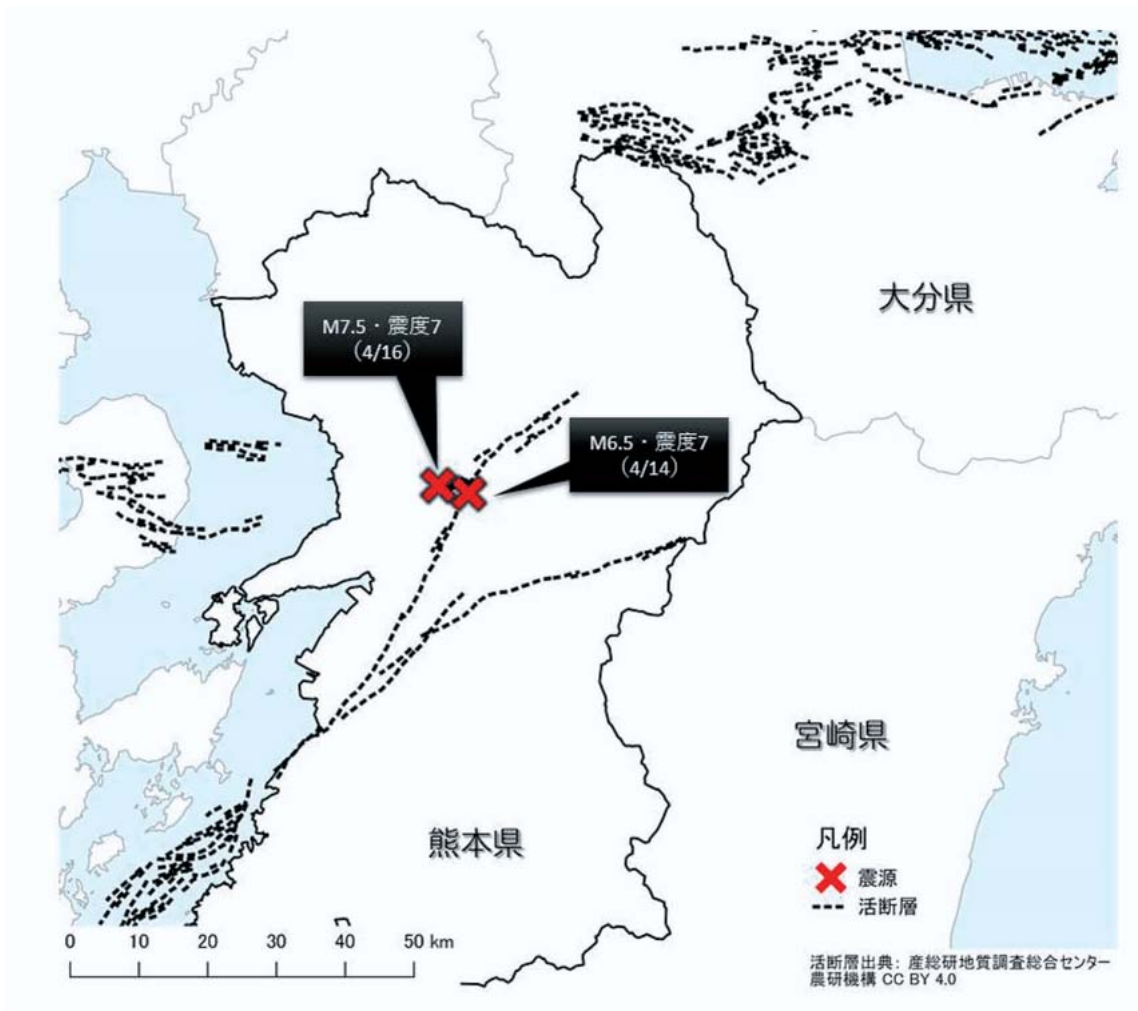 大分県
M7.5・震度7
（4/16）
M6.5・震度7
（4/14）
宮崎県
熊本県
凡例
震源
活断層
0 10 20 30 40 50 km
活断層出典：産総研地質調査総合センター
農研機構 CC BY 4.0